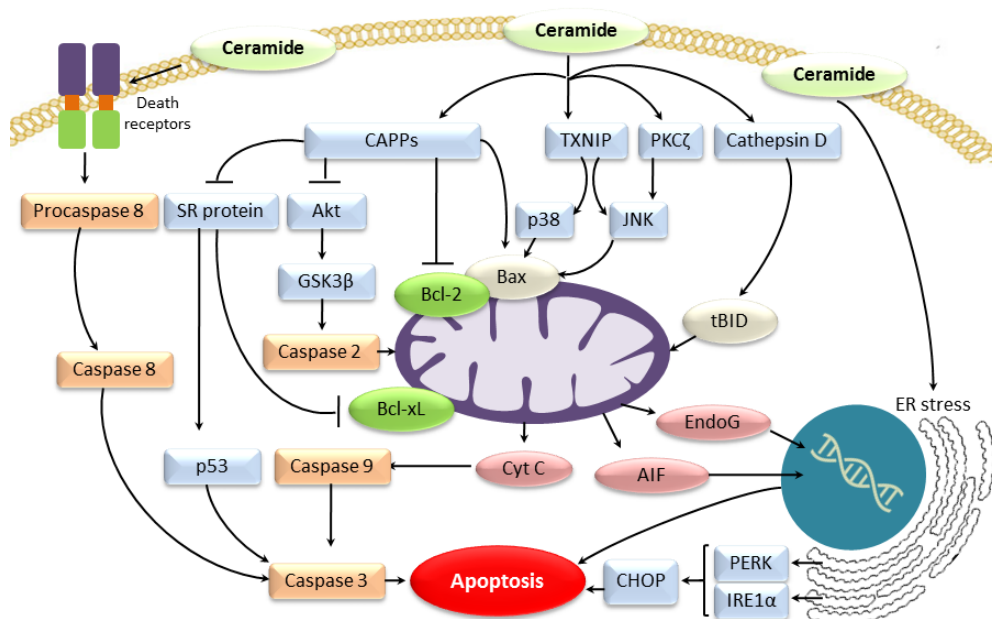 Ceramide
Ceramide
Ceramide
Death
receptors
CAPPs
TXNIP
PKCζ
Cathepsin D
Procaspase 8
SR protein
Akt
p38
JNK
GSK3β
Bcl-2
Bax
tBID
Caspase 2
Caspase 8
Bcl-xL
ER stress
EndoG
p53
Caspase 9
Cyt C
AIF
Caspase 3
Apoptosis
CHOP
PERK
IRE1α